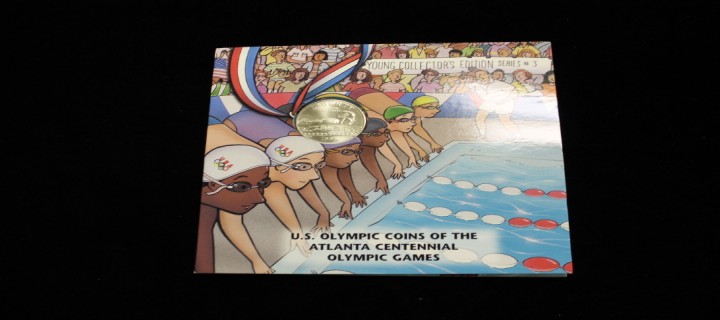 YOUNG COLLECTOR'S EDITION SERIES # 3
U.S. OLYMPIC COINS OF THE
ATLANTA CENTENNIAL
OLYMPIC GAMES